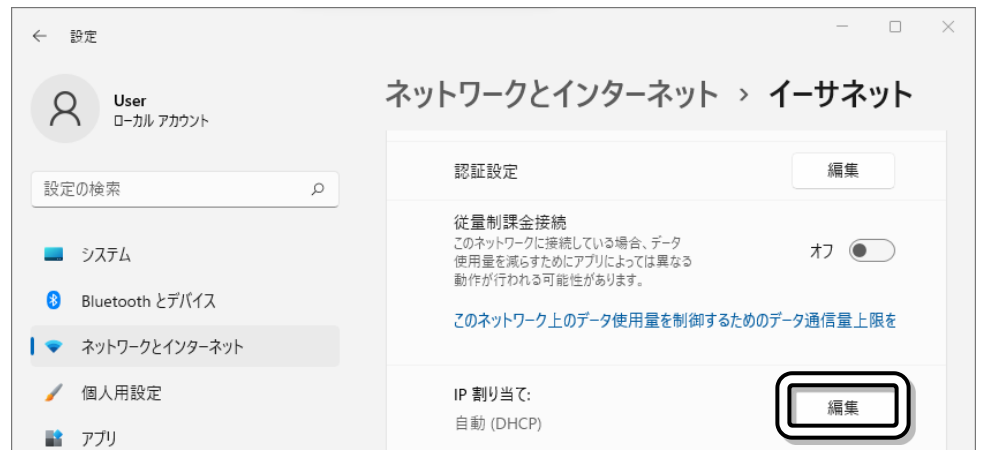 設定
User
ローカル アカウント
設定の検索
システム
Bluetooth とデバイス
ネットワークとインターネット
個人用設定
アプリ
ネットワークとインターネット › イーサネット
認証設定
編集
従量制課金接続
このネットワークに接続している場合、データ
使用量を減らすためにアプリによっては異なる
動作が行われる可能性があります。
オフ
このネットワーク上のデータ使用量を制御するためのデータ通信量上限を
IP 割り当て:
自動 (DHCP)
編集